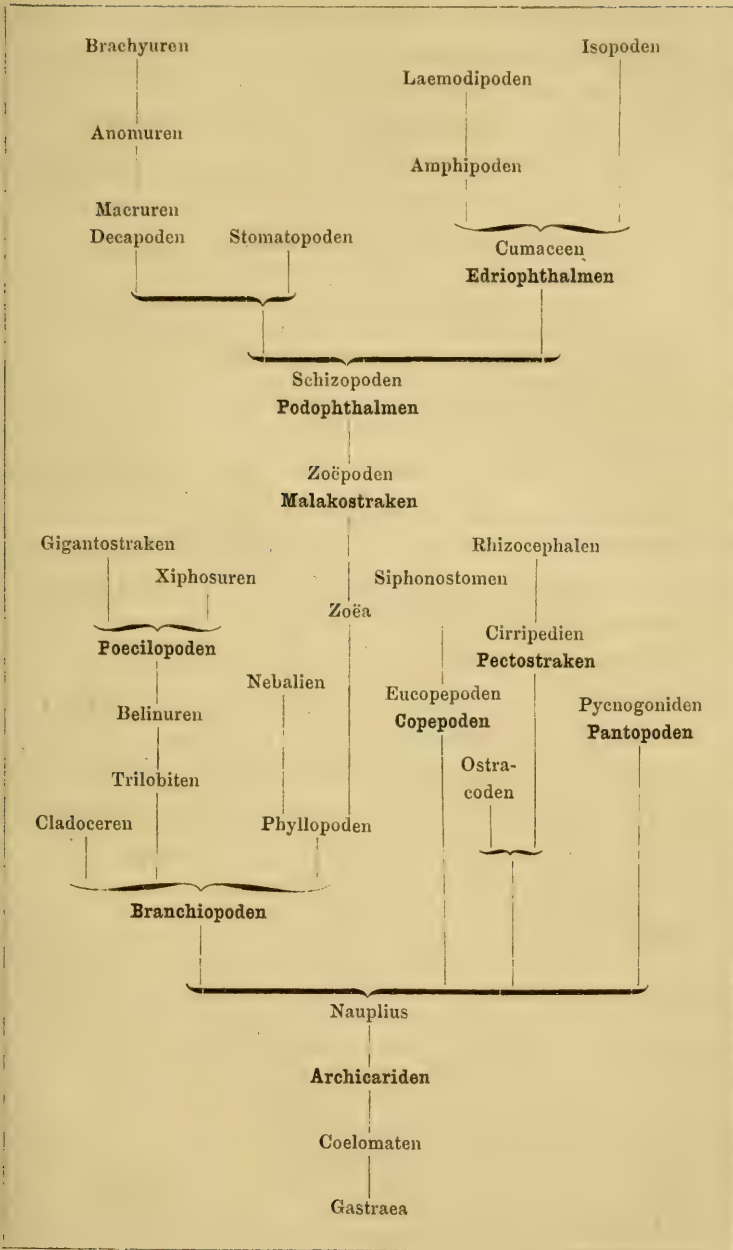 Brachyuren
Isopoden
Laemodipoden
Anomuren
Amphipoden
Macruren
Decapoden
Stomatopoden
Cumaceen
Edriophthalmen
Schizopoden
Podophthalmen
Zoëpoden
Malakostraken
Gigantostraken
Rhizocephalen
Xiphosuren
Siphonostomen
Zoëa
Cirripedien
Poecilopoden
Pectostraken
Nebalien
Eucopepoden
Pycnogoniden
Belinuren
Copepoden
Pantopoden
Ostra-
Trilobiten
coden
Cladoceren
Phyllopoden
Branchiopoden
Nauplius
Archicariden
Coelomaten
Gastraea